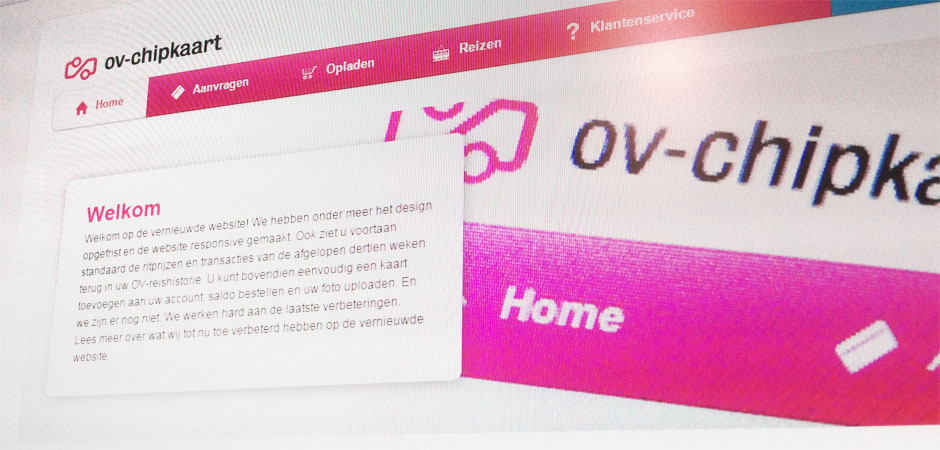 ov-chipkaart
Home
Aanvragen
Opladen
Reizen
? Klantenservice
ov-chipka
Home
Welkom
Welkom op de vernieuwde website! We hebben onder meer het design
opgefrist en de website responsive gemaakt. Ook ziet u voortaan
standaard de ritprijzen en transacties van de afgelopen dertien weken
terug in uw OV-reishistorie. U kunt bovendien eenvoudig een kaart
toevoegen aan uw account, saldo bestellen en uw foto uploaden. En
we zijn er nog niet. We werken hard aan de laatste verbeteringen.
Lees meer over wat wij tot nu toe verbeterd hebben op de vernieuwde
website.